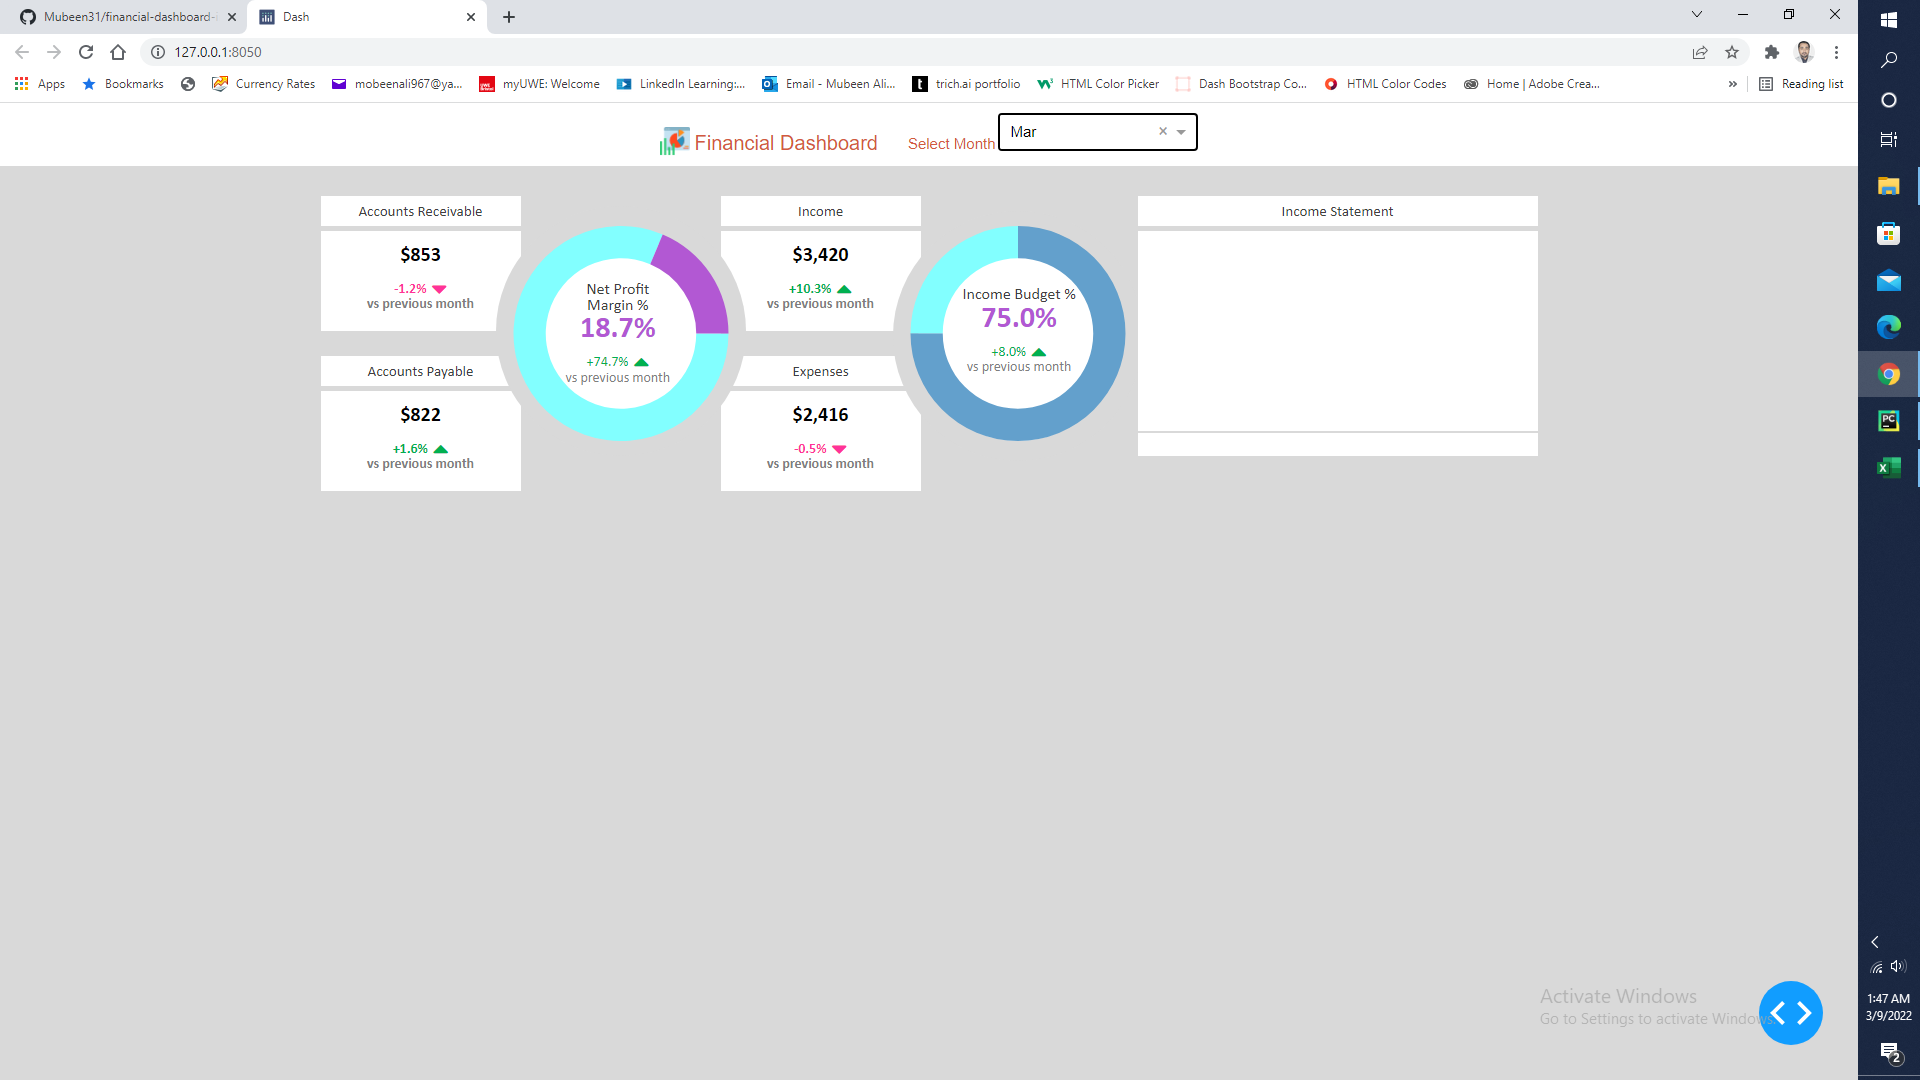 Mubeen31/financial-dashboard-i
Dash
127.0.0.1:8050
Apps
Bookmarks
Currency Rates
mobeenali967@ya...
myUWE: Welcome
LinkedIn Learning:...
Email - Mubeen Ali...
trich.ai portfolio
HTML Color Picker
Dash Bootstrap Co...
HTML Color Codes
Home | Adobe Crea...
»
Reading list
Financial Dashboard
Select Month
Mar
Accounts Receivable
$853
-1.2%
vs previous month
Accounts Payable
$822
+1.6%
vs previous month
Net Profit
Margin %
18.7%
+74.7%
vs previous month
Income
$3,420
+10.3%
vs previous month
Expenses
$2,416
-0.5%
vs previous month
Income Budget %
75.0%
+8.0%
vs previous month
Income Statement
Activate Windows
Go to Settings to activate Windows.
1:47 AM
3/9/2022
2